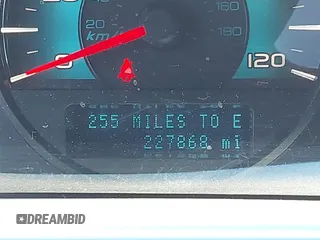 20 160
km/h 180
0 120
255 MILES TO E
227868 mi
DREAMBID